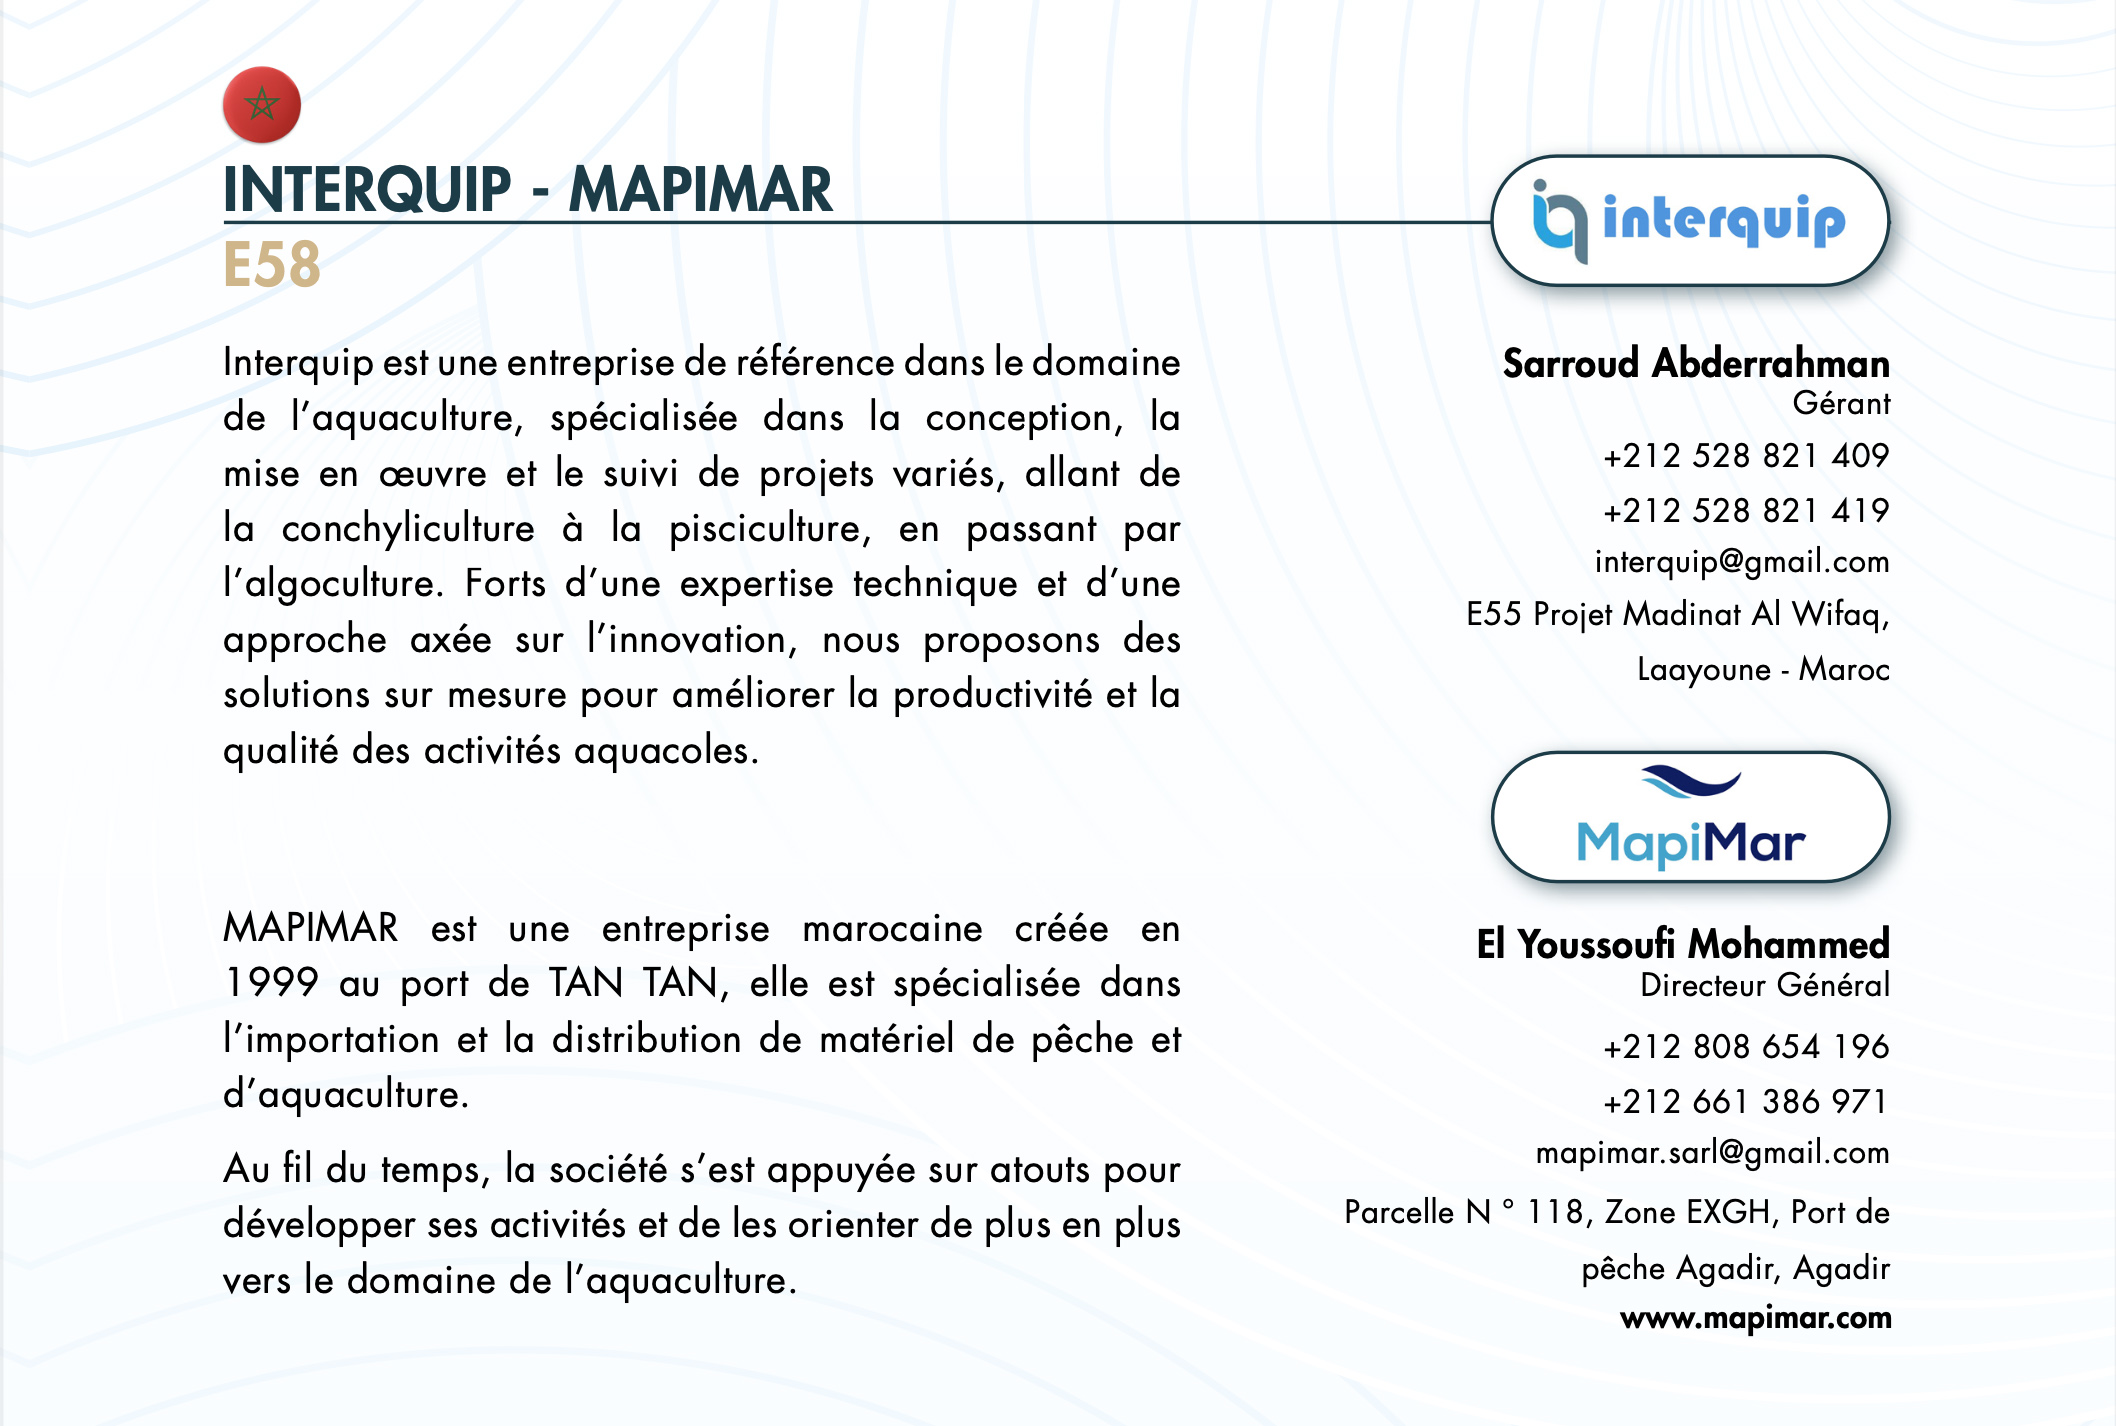 INTERQUIP - MAPIMAR
E58
interquip
Interquip est une entreprise de référence dans le domaine
de l’aquaculture, spécialisée dans la conception, la
mise en œuvre et le suivi de projets variés, allant de
la conchyliculture à la pisciculture, en passant par
l’algoculture. Forts d’une expertise technique et d’une
approche axée sur l’innovation, nous proposons des
solutions sur mesure pour améliorer la productivité et la
qualité des activités aquacoles.
Sarroud Abderrahman
Gérant
+212 528 821 409
+212 528 821 419
interquip@gmail.com
E55 Projet Madinat Al Wifaq,
Laayoune - Maroc
MapiMar
MAPIMAR est une entreprise marocaine créée en
1999 au port de TAN TAN, elle est spécialisée dans
l’importation et la distribution de matériel de pêche et
d’aquaculture.
Au fil du temps, la société s’est appuyée sur atouts pour
développer ses activités et de les orienter de plus en plus
vers le domaine de l’aquaculture.
El Youssoufi Mohammed
Directeur Général
+212 808 654 196
+212 661 386 971
mapimar.sarl@gmail.com
Parcelle N ° 118, Zone EXGH, Port de
pêche Agadir, Agadir
www.mapimar.com